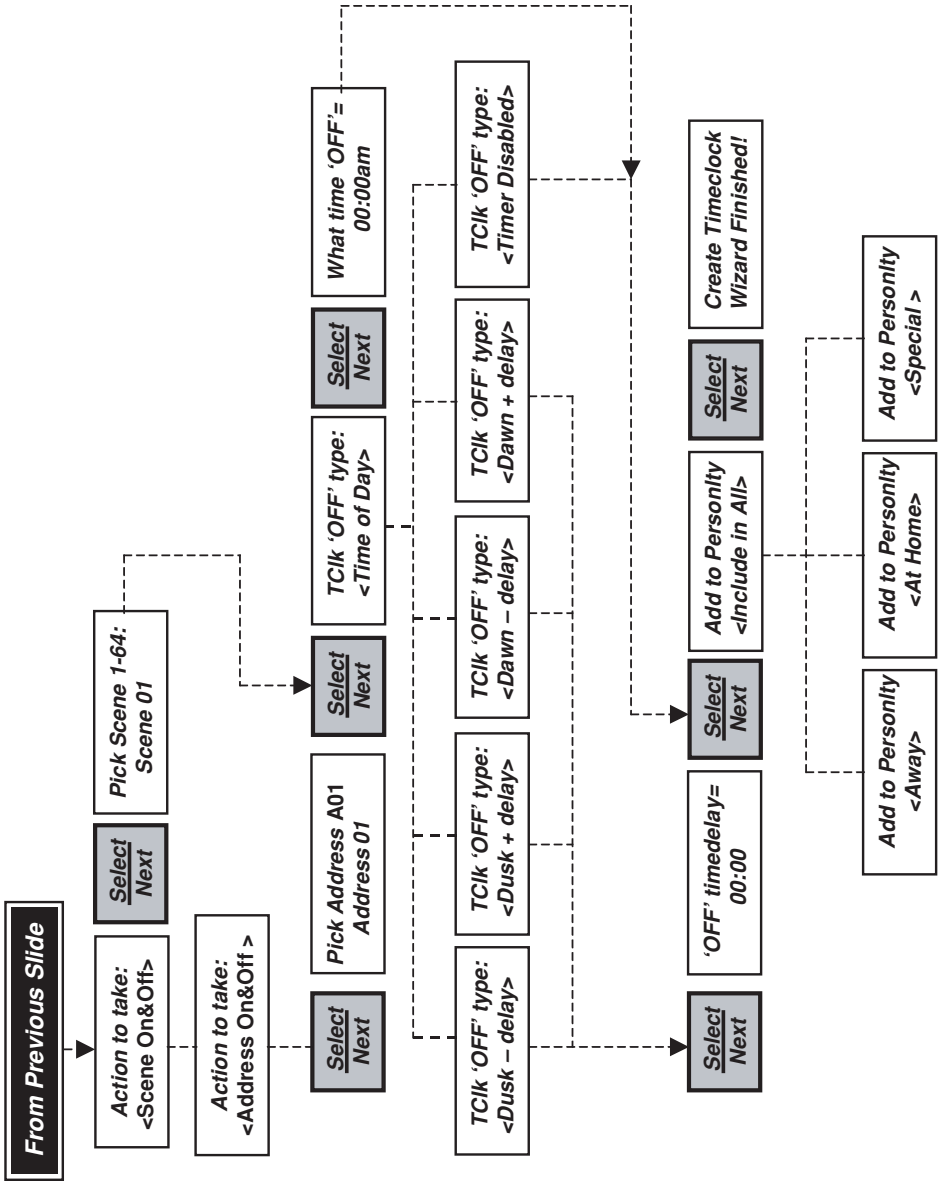 From Previous Slide
Action to take:
<Scene On&Off>
Select
Next
Pick Scene 1-64:
Scene 01
Action to take:
<Address On&Off >
Select
Next
Pick Address A01
Address 01
Select
Next
TClk ‘OFF’ type:
<Time of Day>
Select
Next
What time ‘OFF’=
00:00am
TClk ‘OFF’ type:
<Dusk – delay>
TClk ‘OFF’ type:
<Dusk + delay>
TClk ‘OFF’ type:
<Dawn – delay>
TClk ‘OFF’ type:
<Dawn + delay>
TClk ‘OFF’ type:
<Timer Disabled>
Select
Next
‘OFF’ timedelay=
00:00
Select
Next
Add to Personlty
<Include in All>
Select
Next
Create Timeclock
Wizard Finished!
Add to Personlty
<Away>
Add to Personlty
<At Home>
Add to Personlty
<Special >